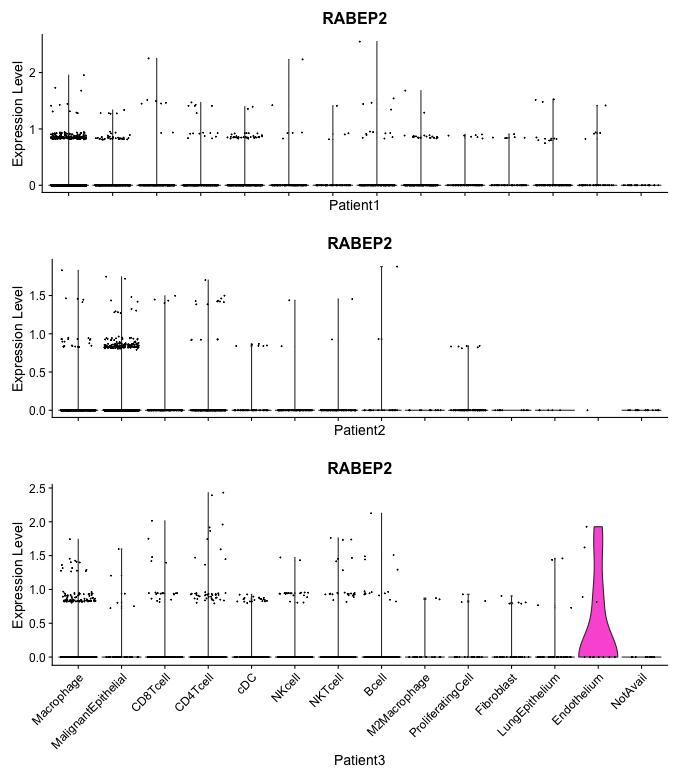 RABEP2
Expression Level
2
1
0
Patient1
RABEP2
Expression Level
1.5
1.0
0.5
0.0
Patient2
RABEP2
Expression Level
2.5
2.0
1.5
1.0
0.5
0.0
Macrophage
MalignantEpithelial
CD8Tcell
CD4Tcell
cDC
NKcell
NKTcell
Bcell
M2Macrophage
ProliferatingCell
Fibroblast
LungEpithelium
Endothelium
NotAvail
Patient3